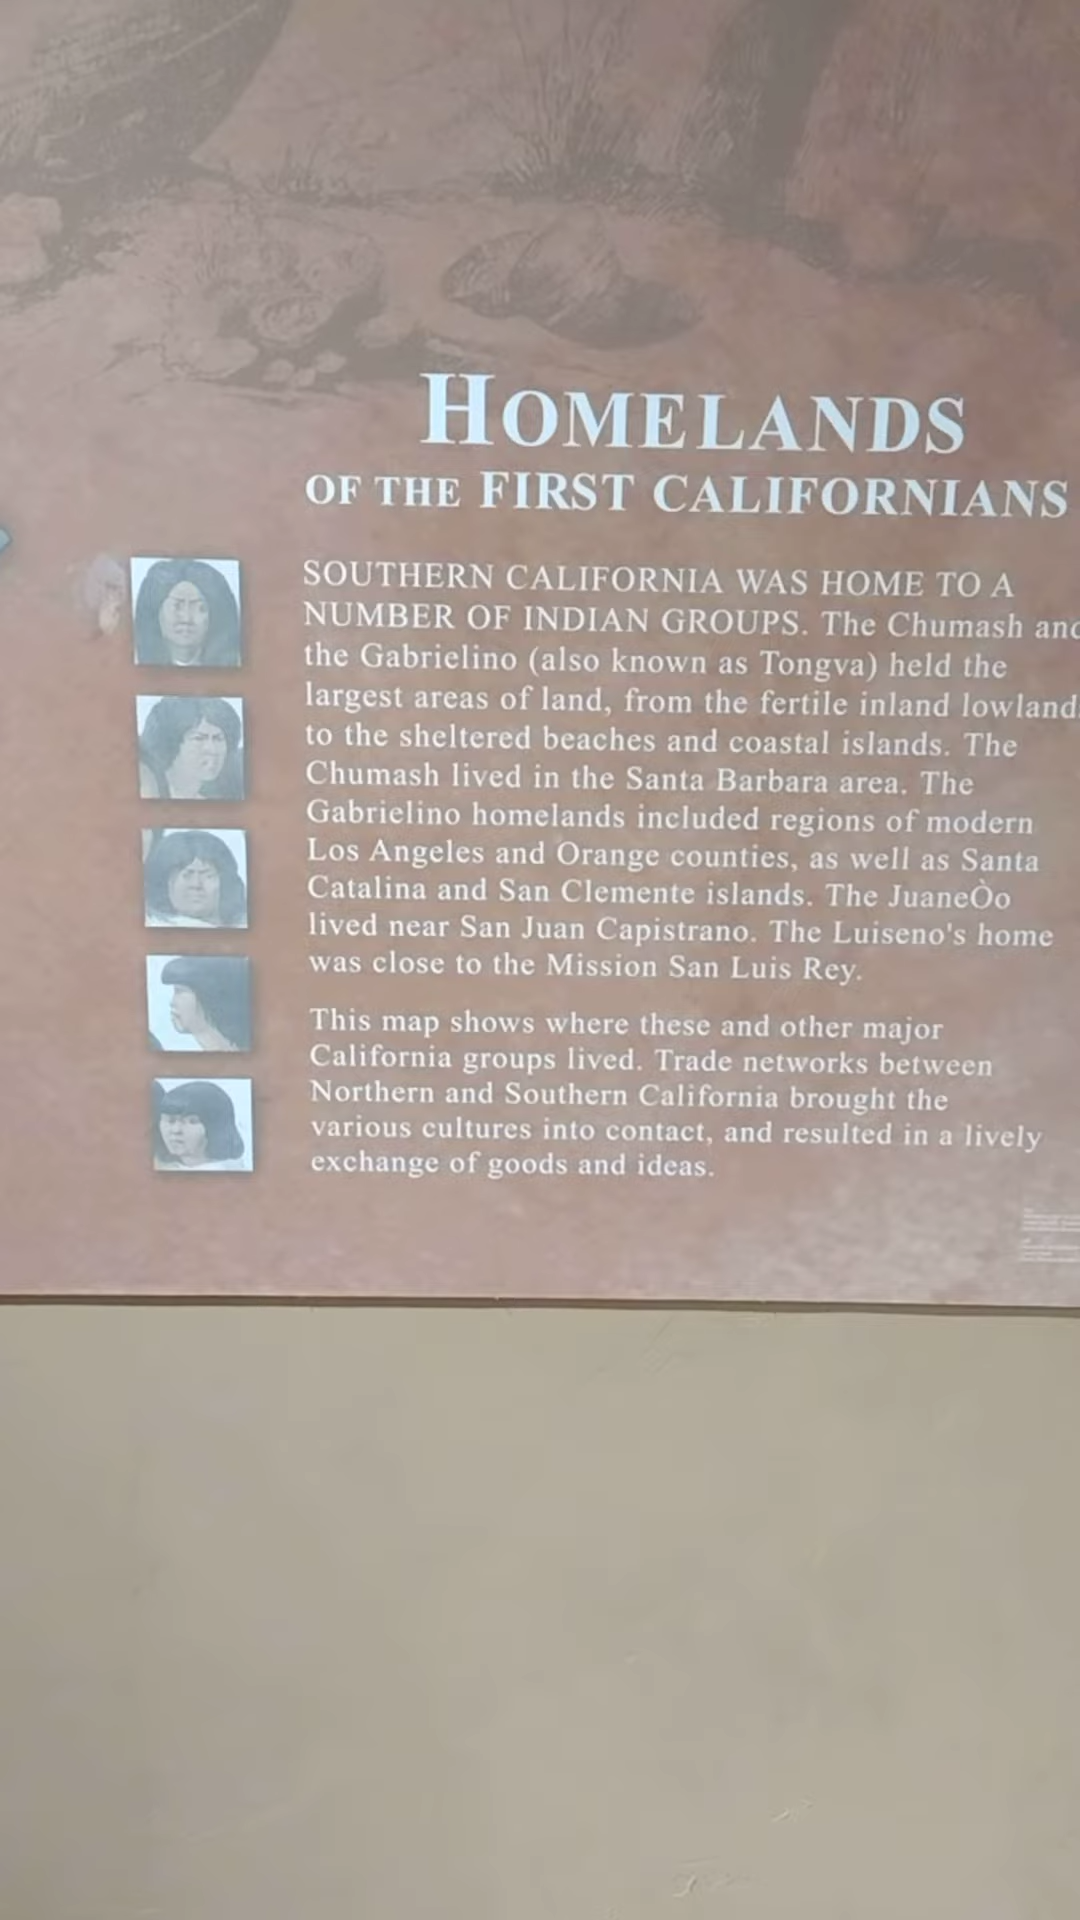 HOMELANDS
OF THE FIRST CALIFORNIANS
SOUTHERN CALIFORNIA WAS HOME TO A
NUMBER OF INDIAN GROUPS. The Chumash and
the Gabrielino (also known as Tongva) held the
largest areas of land, from the fertile inland lowland
to the sheltered beaches and coastal islands. The
Chumash lived in the Santa Barbara area. The
Gabrielino homelands included regions of modern
Los Angeles and Orange counties, as well as Santa
Catalina and San Clemente islands. The JuaneÒo
lived near San Juan Capistrano. The Luiseno's home
was close to the Mission San Luis Rey.
This map shows where these and other major
California groups lived. Trade networks between
Northern and Southern California brought the
various cultures into contact, and resulted in a lively
exchange of goods and ideas.